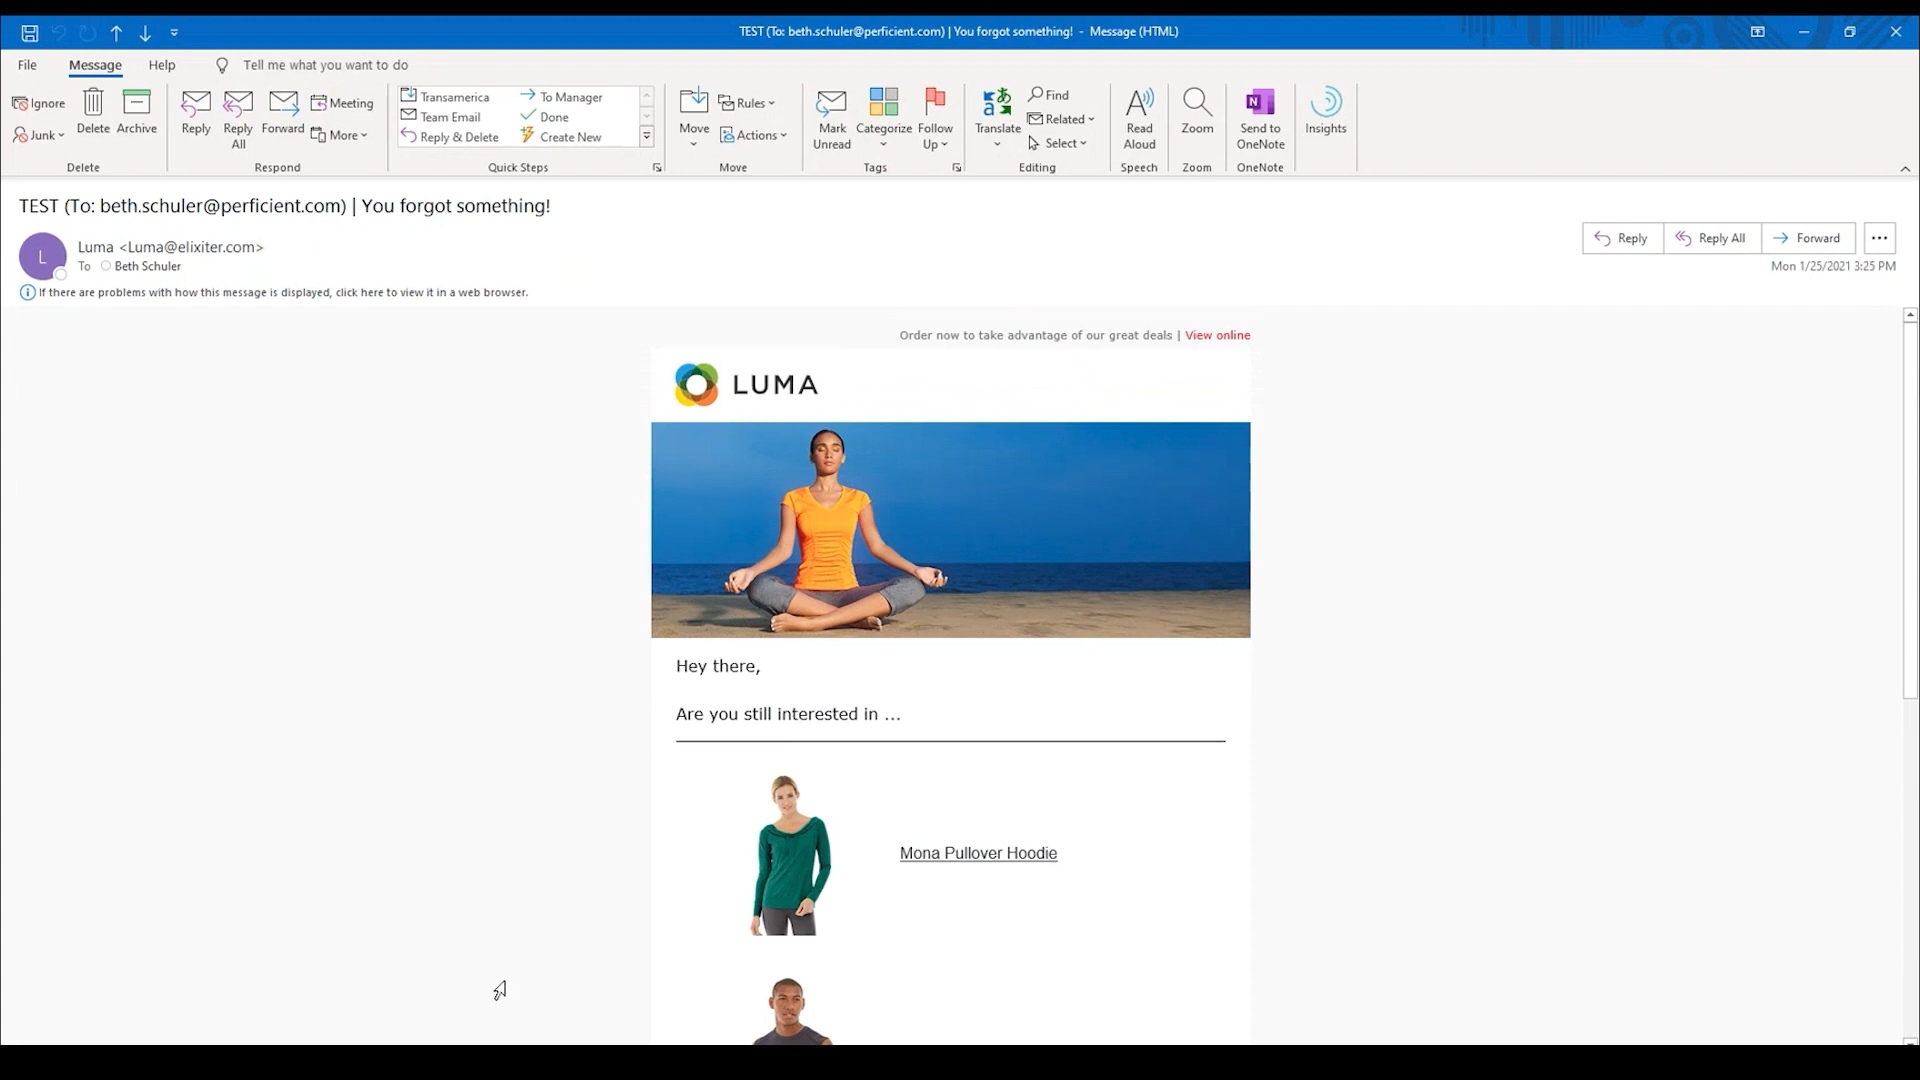 TEST (To: beth.schuler@perficient.com) | You forgot something! - Message (HTML)
File Message Help Tell me what you want to do
Ignore
Junk
Delete
Archive
Delete
Reply
Reply All
Forward
Meeting
More
Respond
Transamerica
To Manager
Team Email
Done
Reply & Delete
Create New
Quick Steps
Move
Rules
Actions
Move
Mark Unread
Categorize
Follow Up
Tags
Translate
Find
Related
Select
Editing
Read Aloud
Speech
Zoom
Zoom
N
Send to OneNote
OneNote
Insights
TEST (To: beth.schuler@perficient.com) | You forgot something!
L
Luma <Luma@elixiter.com>
To Beth Schuler
Reply Reply All Forward ...
Mon 1/25/2021 3:25 PM
If there are problems with how this message is displayed, click here to view it in a web browser.
Order now to take advantage of our great deals | View online
LUMA
Hey there,
Are you still interested in ...
Mona Pullover Hoodie